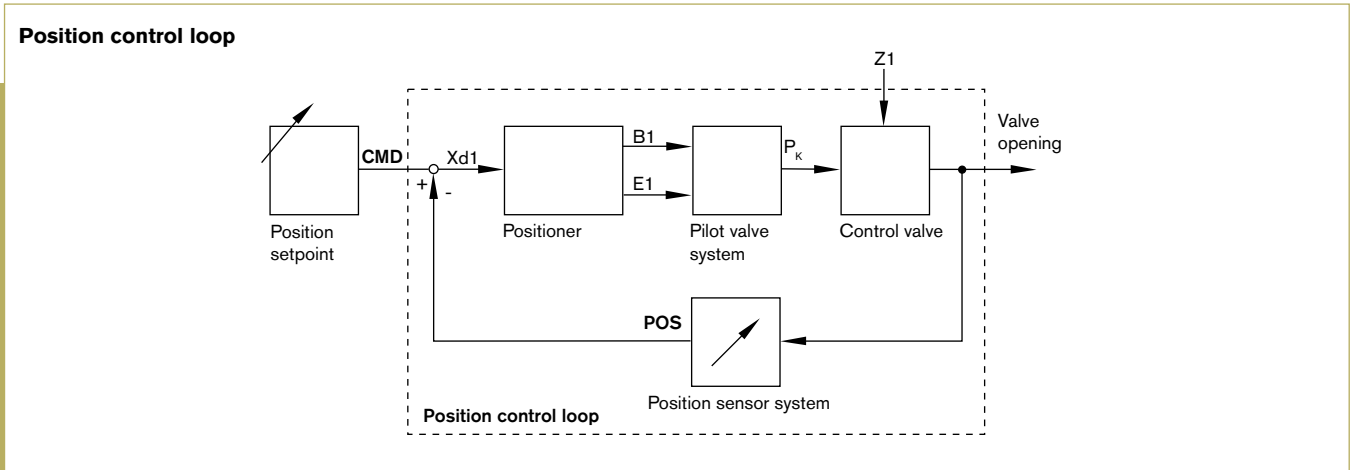 Position control loop
Z1
Valve
opening
CMD
Xd1
B1
E1
PK
+
-
Position
setpoint
Positioner
Pilot valve
system
Control valve
POS
Position sensor system
Position control loop